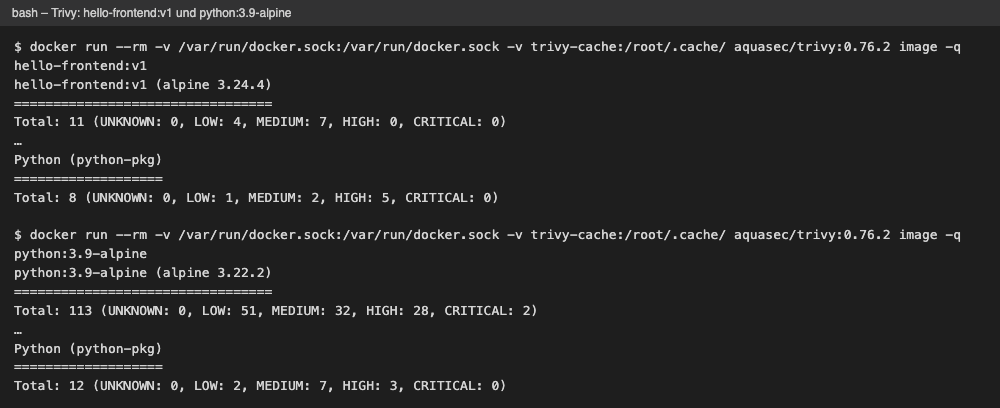 bash – Trivy: hello-frontend:v1 und python:3.9-alpine
$ docker run --rm -v /var/run/docker.sock:/var/run/docker.sock -v trivy-cache:/root/.cache/ aquasec/trivy:0.76.2 image -q
hello-frontend:v1
hello-frontend:v1 (alpine 3.24.4)
=================================
Total: 11 (UNKNOWN: 0, LOW: 4, MEDIUM: 7, HIGH: 0, CRITICAL: 0)
…
Python (python-pkg)
===================
Total: 8 (UNKNOWN: 0, LOW: 1, MEDIUM: 2, HIGH: 5, CRITICAL: 0)
$ docker run --rm -v /var/run/docker.sock:/var/run/docker.sock -v trivy-cache:/root/.cache/ aquasec/trivy:0.76.2 image -q
python:3.9-alpine
python:3.9-alpine (alpine 3.22.2)
=================================
Total: 113 (UNKNOWN: 0, LOW: 51, MEDIUM: 32, HIGH: 28, CRITICAL: 2)
…
Python (python-pkg)
===================
Total: 12 (UNKNOWN: 0, LOW: 2, MEDIUM: 7, HIGH: 3, CRITICAL: 0)